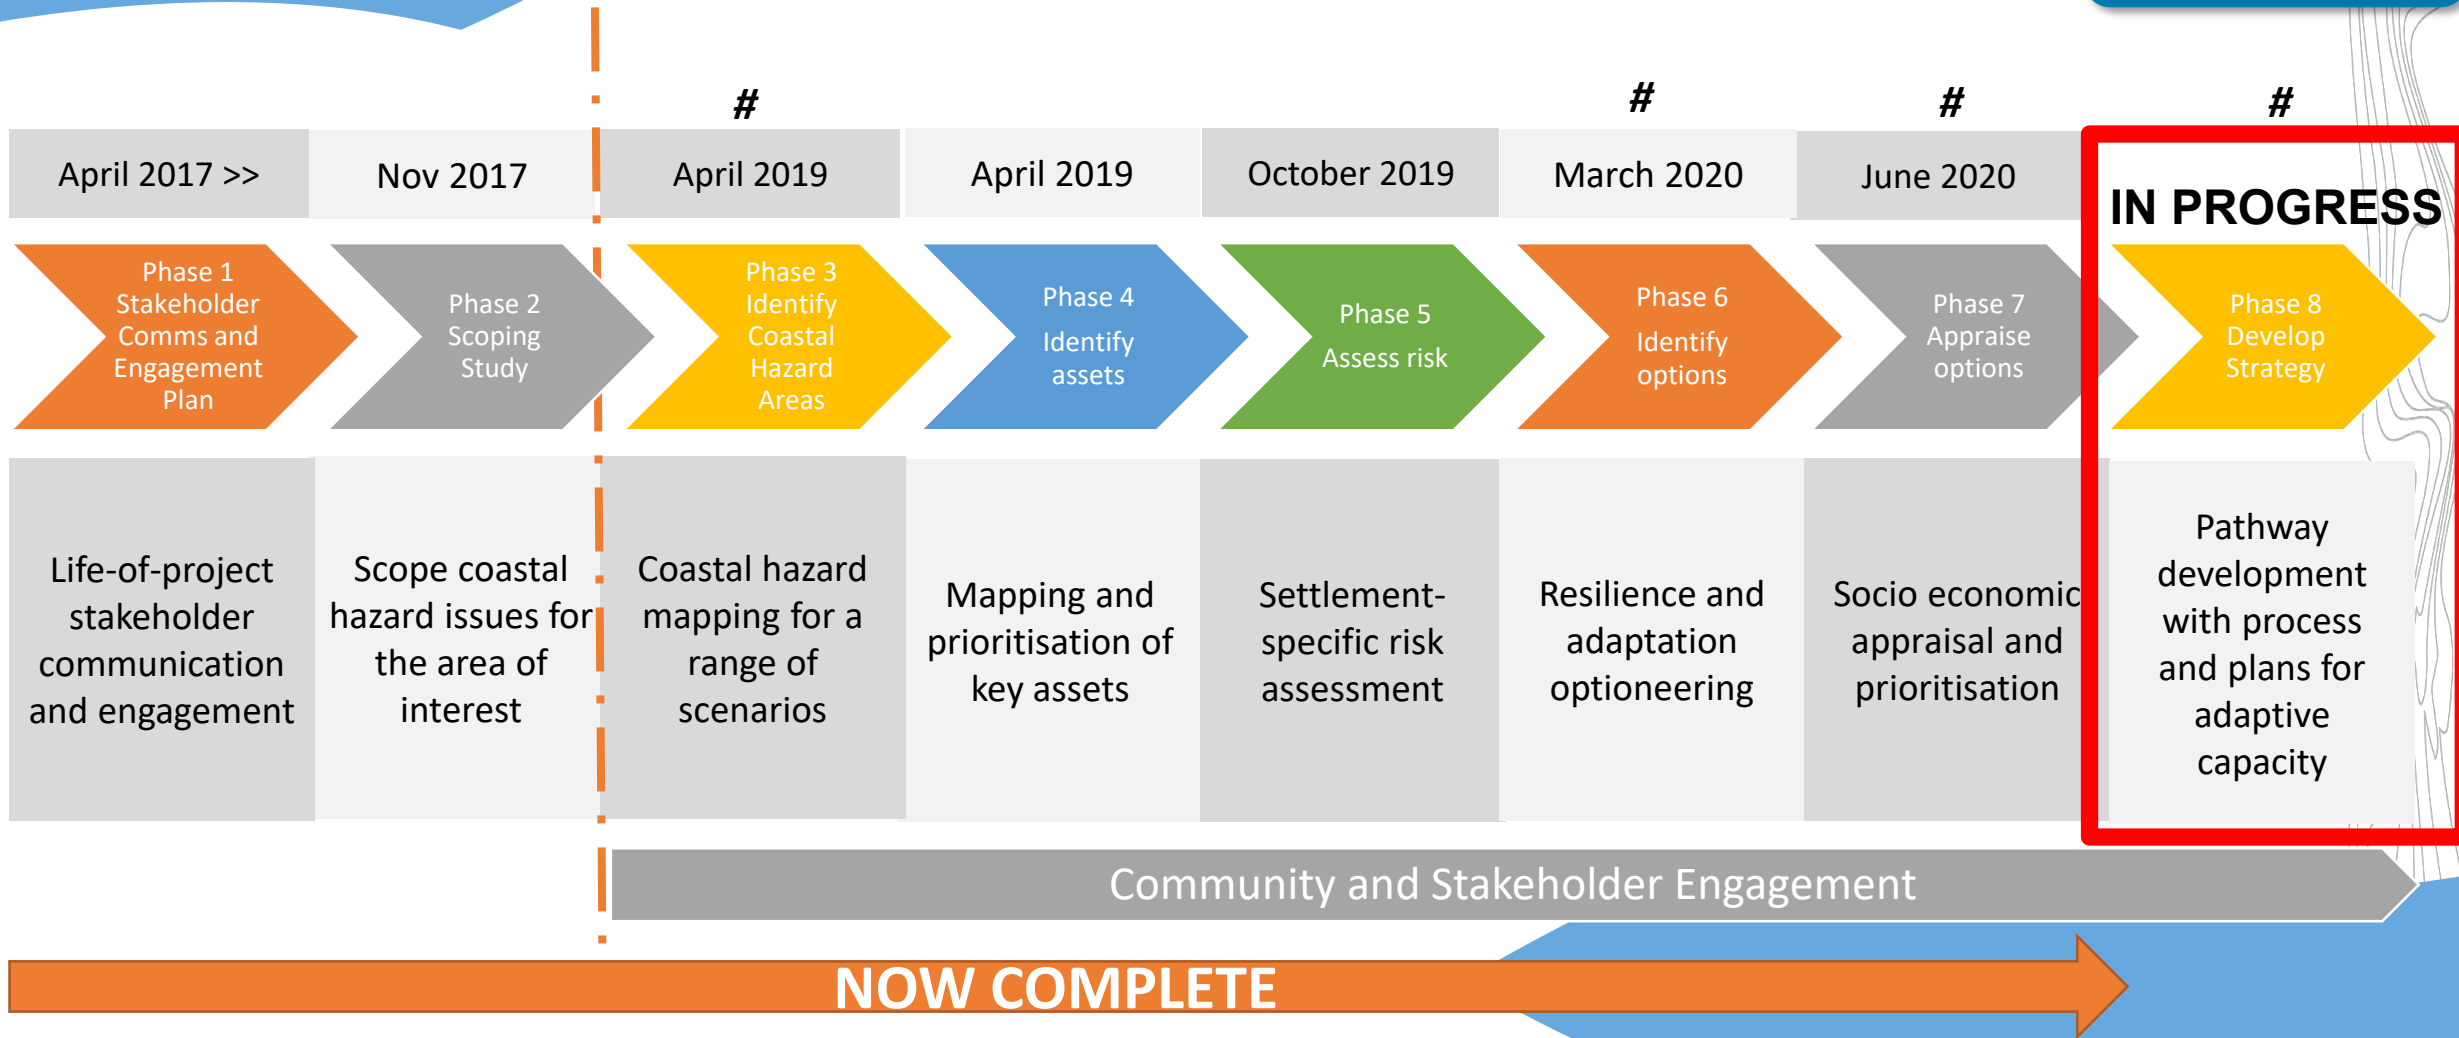 #
#
#
#
April 2017 >>
Nov 2017
April 2019
April 2019
October 2019
March 2020
June 2020
IN PROGRESS
Phase 1
Stakeholder
Comms and
Engagement
Plan
Phase 2
Scoping
Study
Phase 3
Identify
Coastal
Hazard
Areas
Phase 4
Identify
assets
Phase 5
Assess risk
Phase 6
Identify
options
Phase 7
Appraise
options
Phase 8
Develop
Strategy
Life-of-project
stakeholder
communication
and engagement
Scope coastal
hazard issues for
the area of
interest
Coastal hazard
mapping for a
range of
scenarios
Mapping and
prioritisation of
key assets
Settlement-
specific risk
assessment
Resilience and
adaptation
optioneering
Socio economic
appraisal and
prioritisation
Pathway
development
with process
and plans for
adaptive
capacity
Community and Stakeholder Engagement
NOW COMPLETE